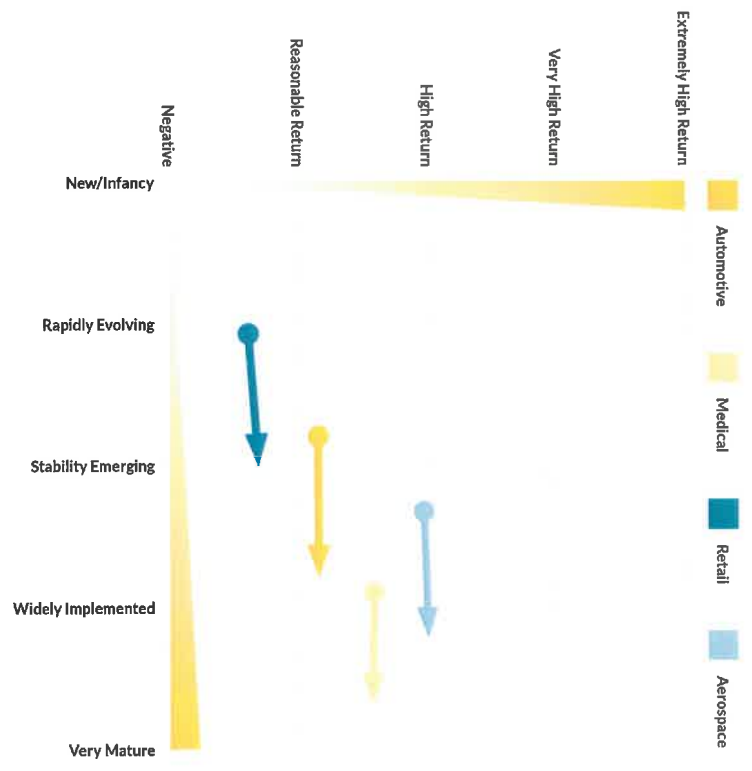 Negative
Reasonable Return
High Return
Very High Return
Extremely High Return
New/Infancy
Rapidly Evolving
Stability Emerging
Widely Implemented
Very Mature
Automotive
Medical
Retail
Aerospace